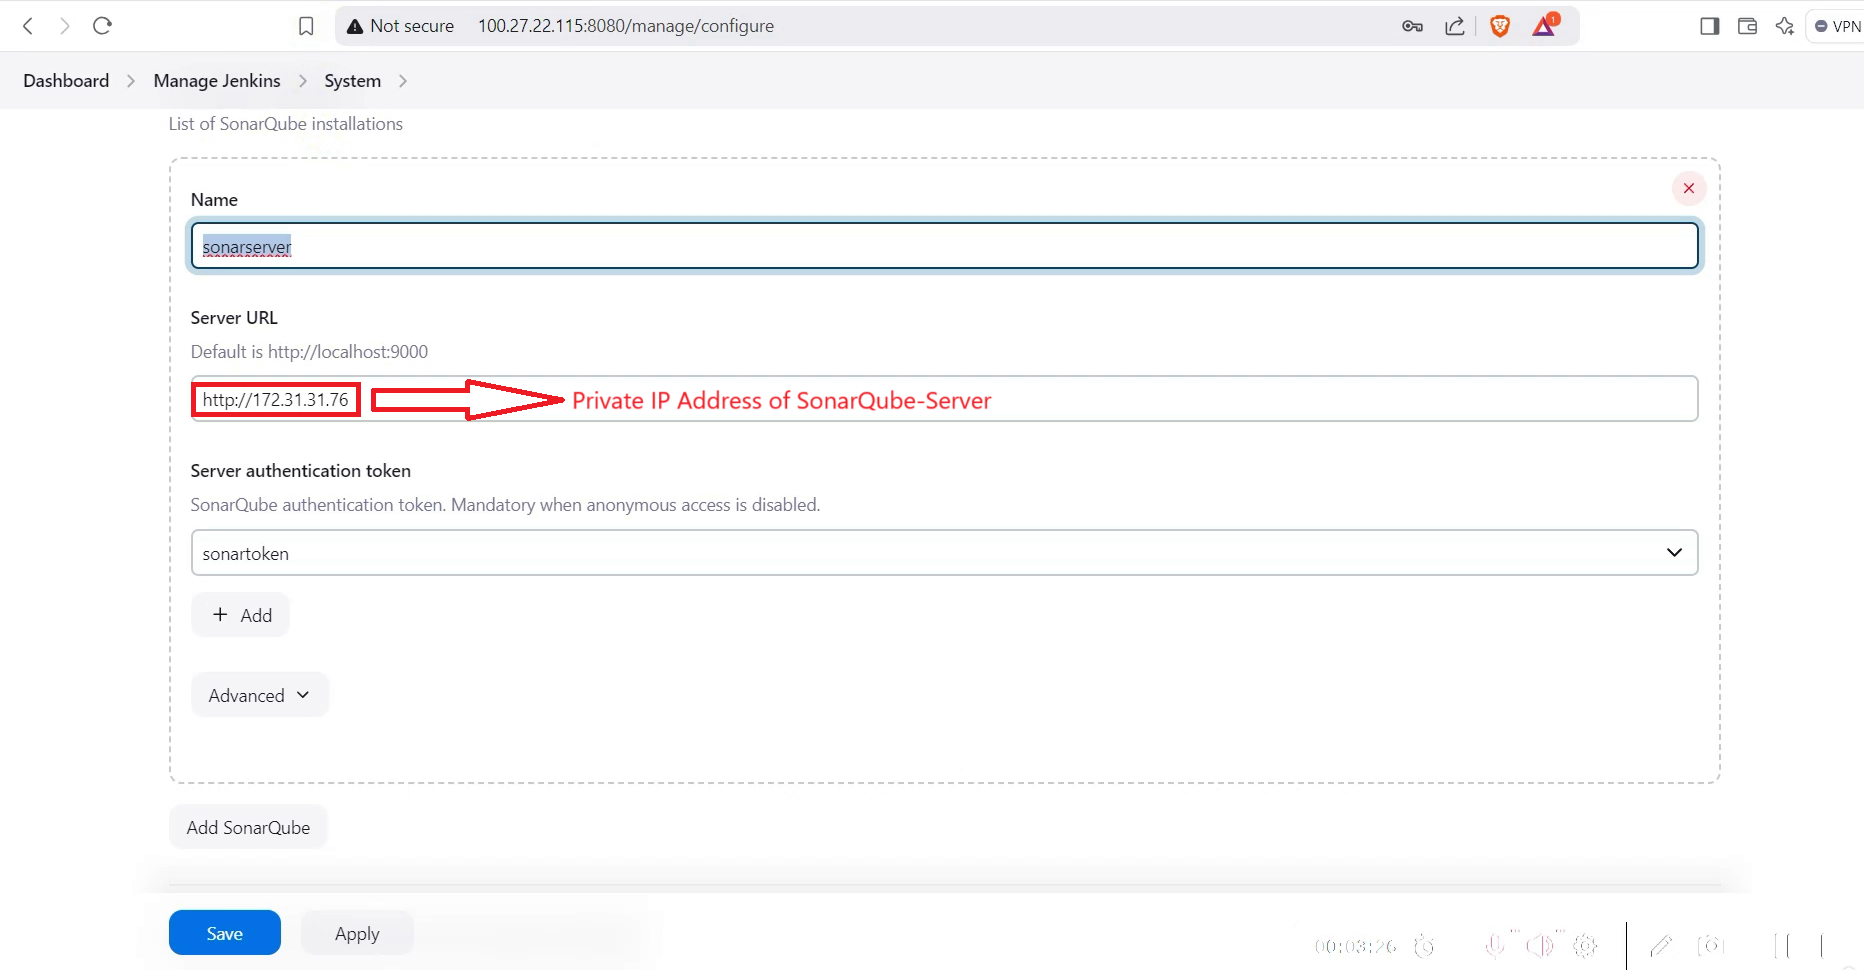 Not secure 100.27.22.115:8080/manage/configure 1 VPN
Dashboard Manage Jenkins System
List of SonarQube installations
Name
sonarserver
Server URL
Default is http://localhost:9000
http://172.31.31.76 Private IP Address of SonarQube-Server
Server authentication token
SonarQube authentication token. Mandatory when anonymous access is disabled.
sonartoken
+ Add
Advanced
Add SonarQube
Save Apply
00:03:26